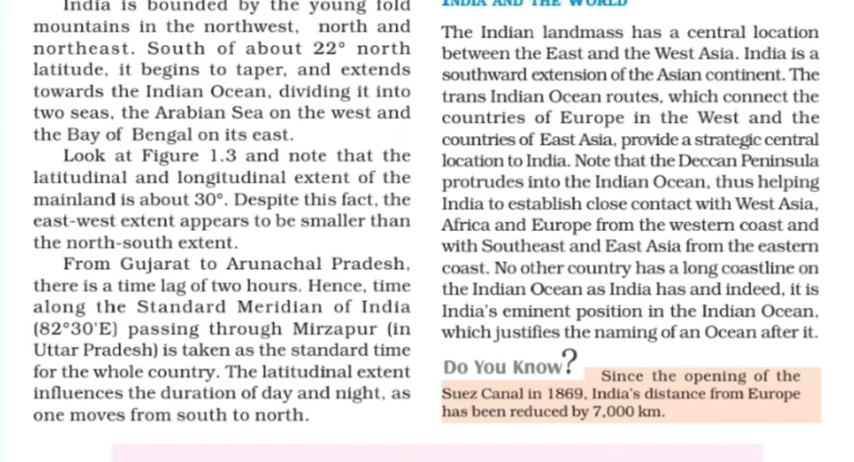 India is bounded by the young fold
mountains in the northwest, north and
northeast. South of about 22° north
latitude, it begins to taper, and extends
towards the Indian Ocean, dividing it into
two seas, the Arabian Sea on the west and
the Bay of Bengal on its east.
Look at Figure 1.3 and note that the
latitudinal and longitudinal extent of the
mainland is about 30°. Despite this fact, the
east-west extent appears to be smaller than
the north-south extent.
From Gujarat to Arunachal Pradesh,
there is a time lag of two hours. Hence, time
along the Standard Meridian of India
(82°30'E) passing through Mirzapur (in
Uttar Pradesh) is taken as the standard time
for the whole country. The latitudinal extent
influences the duration of day and night, as
one moves from south to north.
INDIA AND THE WORLD
The Indian landmass has a central location
between the East and the West Asia. India is a
southward extension of the Asian continent. The
trans Indian Ocean routes, which connect the
countries of Europe in the West and the
countries of East Asia, provide a strategic central
location to India. Note that the Deccan Peninsula
protrudes into the Indian Ocean, thus helping
India to establish close contact with West Asia,
Africa and Europe from the western coast and
with Southeast and East Asia from the eastern
coast. No other country has a long coastline on
the Indian Ocean as India has and indeed, it is
India's eminent position in the Indian Ocean,
which justifies the naming of an Ocean after it.
Do You Know?
Since the opening of the
Suez Canal in 1869, India's distance from Europe
has been reduced by 7,000 km.